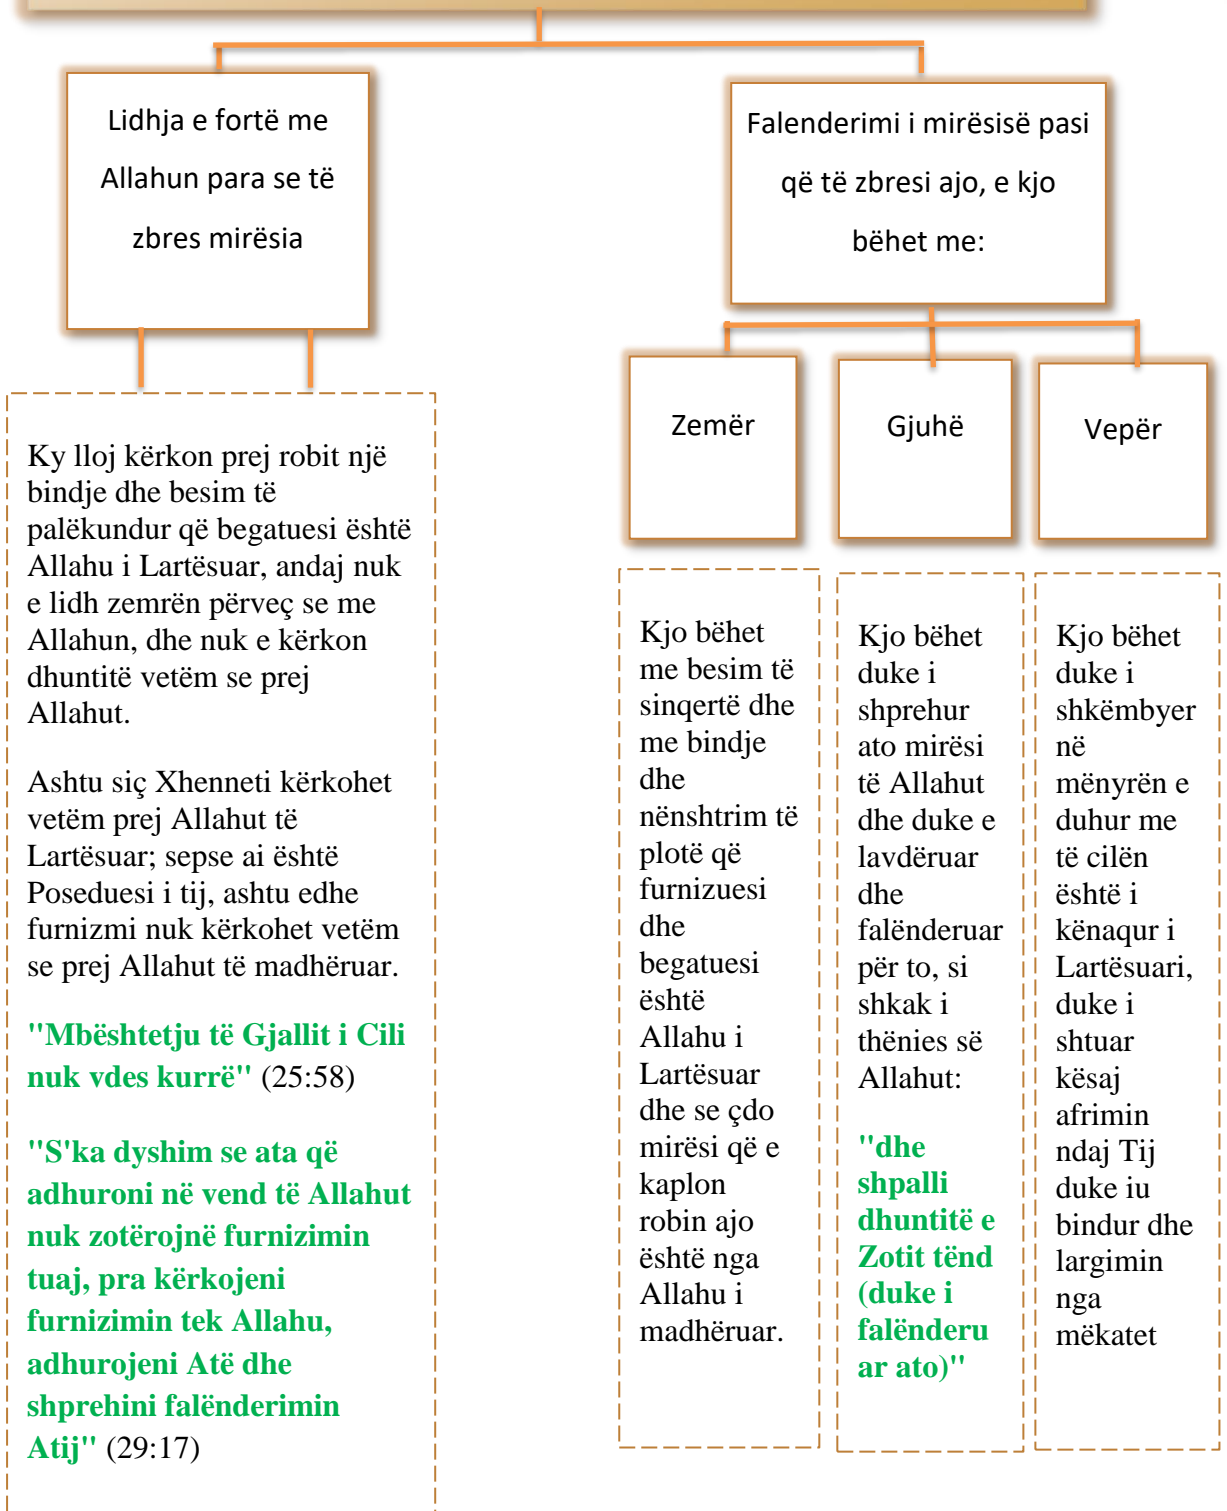 Lidhja e fortë me
Allahun para se të
zbres mirësia
Falenderimi i mirësisë pasi
që të zbresi ajo, e kjo
bëhet me:
Ky lloj kërkon prej robit një
bindje dhe besim të
palëkundur që begatuesi është
Allahu i Lartësuar, andaj nuk
e lidh zemrën përveç se me
Allahun, dhe nuk e kërkon
dhuntitë vetëm se prej
Allahut.
Ashtu siç Xhenneti kërkohet
vetëm prej Allahut të
Lartësuar; sepse ai është
Poseduesi i tij, ashtu edhe
furnizmi nuk kërkohet vetëm
se prej Allahut të madhëruar.
"Mbështetju të Gjallit i Cili
nuk vdes kurrë" (25:58)
"S'ka dyshim se ata që
adhuroni në vend të Allahut
nuk zotërojnë furnizimin
tuaj, pra kërkojeni
furnizimin tek Allahu,
adhurojeni Atë dhe
shprehini falënderimin
Atij" (29:17)
Zemër
Kjo bëhet
me besim të
sinqertë dhe
me bindje
dhe
nënshtrim të
plotë që
furnizuesi
dhe
begatuesi
është
Allahu i
Lartësuar
dhe se çdo
mirësi që e
kaplon
robin ajo
është nga
Allahu i
madhëruar.
Gjuhë
Kjo bëhet
duke i
shprehur
ato mirësi
të Allahut
dhe duke e
lavdëruar
dhe
falënderuar
për to, si
shkak i
thënies së
Allahut:
"dhe
shpalli
dhuntitë e
Zotit tënd
(duke i
falënderu
ar ato)"
Vepër
Kjo bëhet
duke i
shkëmbyer
në
mënyrën e
duhur me
të cilën
është i
kënaqur i
Lartësuari,
duke i
shtuar
kësaj
afrimin
ndaj Tij
duke iu
bindur dhe
largimin
nga
mëkatet